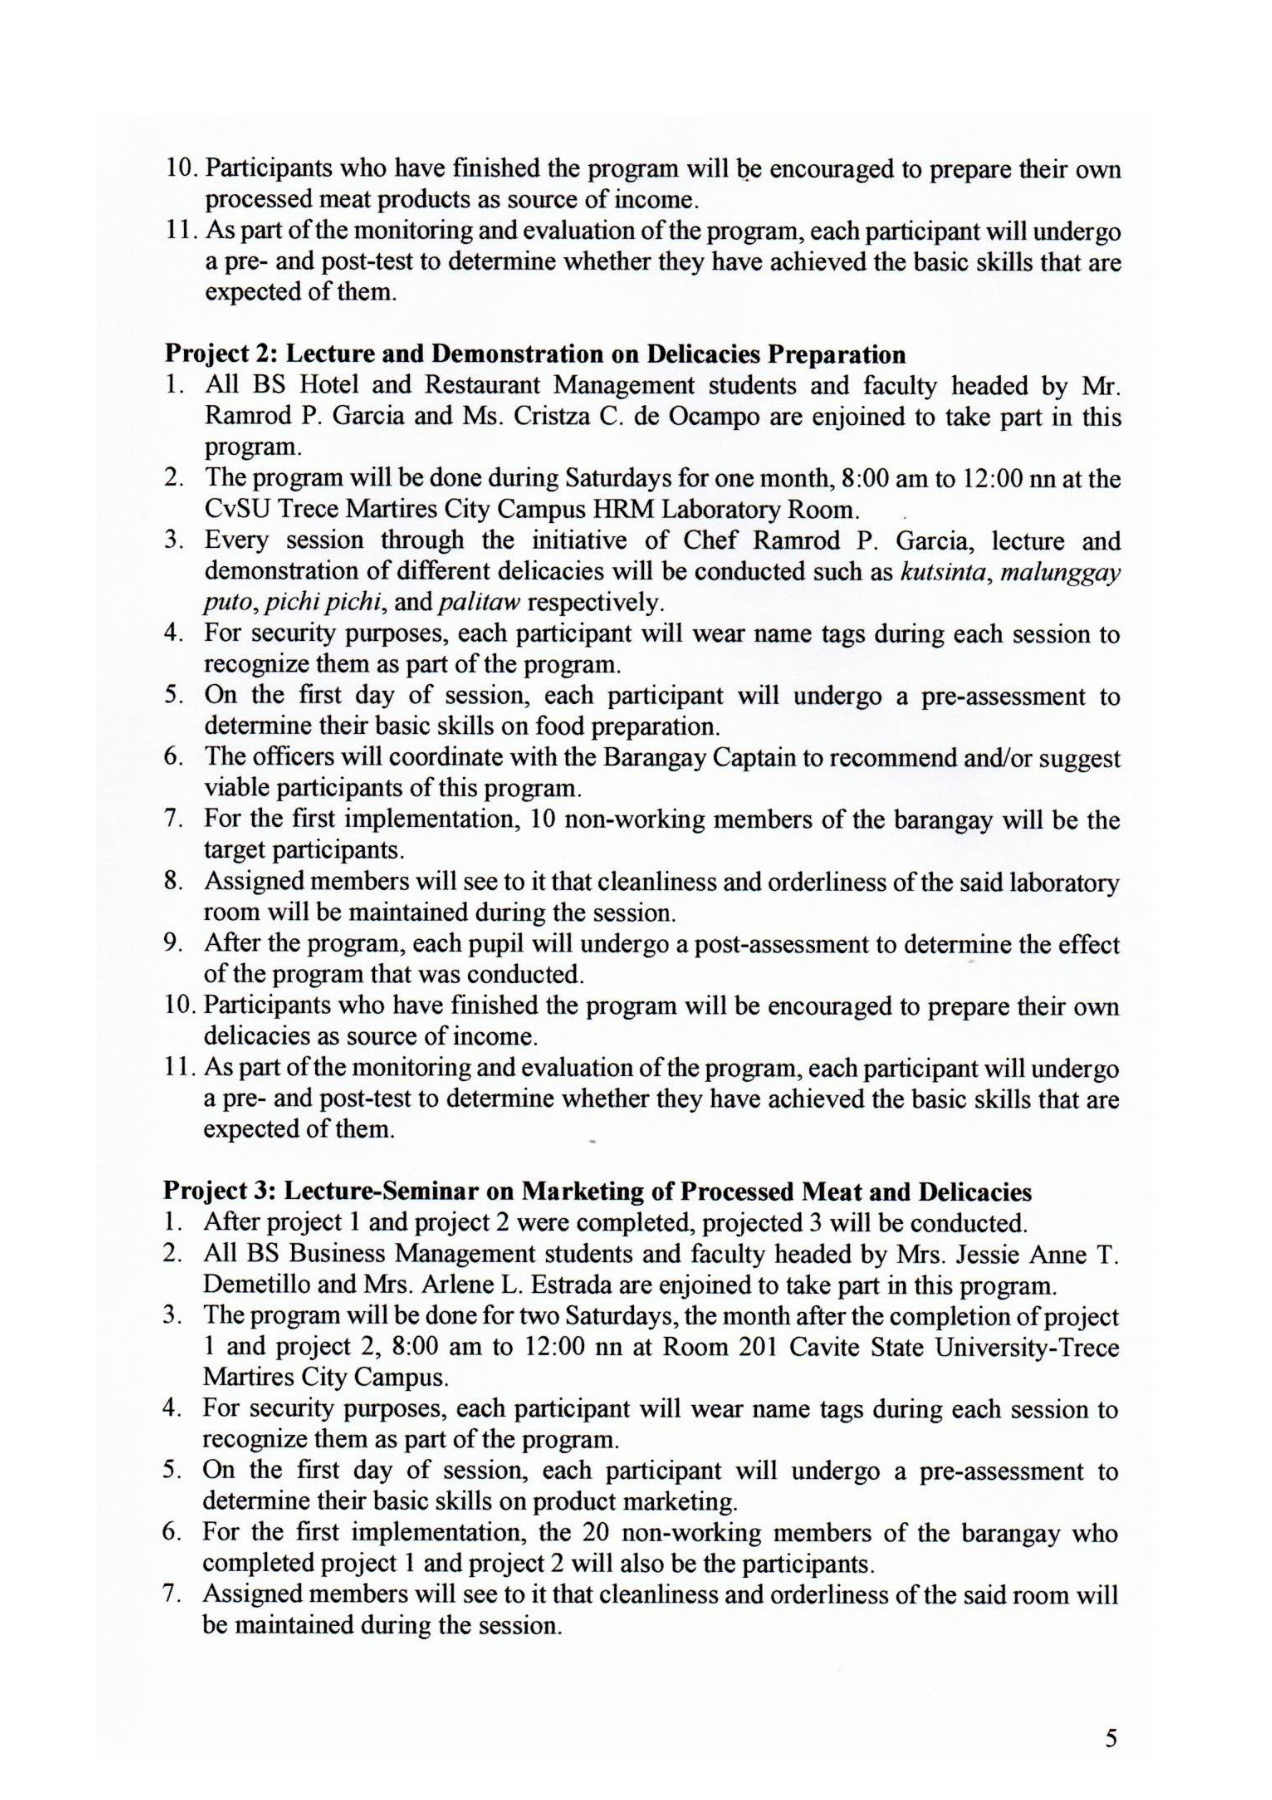 10. Participants who have finished the program will be encouraged to prepare their own
processed meat products as source of income.
11. As part of the monitoring and evaluation of the program, each participant will undergo
a pre- and post-test to determine whether they have achieved the basic skills that are
expected of them.
Project 2: Lecture and Demonstration on Delicacies Preparation
1. All BS Hotel and Restaurant Management students and faculty headed by Mr.
Ramrod P. Garcia and Ms. Cristza C. de Ocampo are enjoined to take part in this
program.
2. The program will be done during Saturdays for one month, 8:00 am to 12:00 nn at the
CvSU Trece Martires City Campus HRM Laboratory Room.
3. Every session through the initiative of Chef Ramrod P. Garcia, lecture and
demonstration of different delicacies will be conducted such as kutsinta, malunggay
puto, pichi pichi, and palitaw respectively.
4. For security purposes, each participant will wear name tags during each session to
recognize them as part of the program.
5. On the first day of session, each participant will undergo a pre-assessment to
determine their basic skills on food preparation.
6. The officers will coordinate with the Barangay Captain to recommend and/or suggest
viable participants of this program.
7. For the first implementation, 10 non-working members of the barangay will be the
target participants.
8. Assigned members will see to it that cleanliness and orderliness of the said laboratory
room will be maintained during the session.
9. After the program, each pupil will undergo a post-assessment to determine the effect
of the program that was conducted.
10. Participants who have finished the program will be encouraged to prepare their own
delicacies as source of income.
11. As part of the monitoring and evaluation of the program, each participant will undergo
a pre- and post-test to determine whether they have achieved the basic skills that are
expected of them.
Project 3: Lecture-Seminar on Marketing of Processed Meat and Delicacies
1. After project 1 and project 2 were completed, projected 3 will be conducted.
2. All BS Business Management students and faculty headed by Mrs. Jessie Anne T.
Demetillo and Mrs. Arlene L. Estrada are enjoined to take part in this program.
3. The program will be done for two Saturdays, the month after the completion of project
1 and project 2, 8:00 am to 12:00 nn at Room 201 Cavite State University-Trece
Martires City Campus.
4. For security purposes, each participant will wear name tags during each session to
recognize them as part of the program.
5. On the first day of session, each participant will undergo a pre-assessment to
determine their basic skills on product marketing.
6. For the first implementation, the 20 non-working members of the barangay who
completed project 1 and project 2 will also be the participants.
7. Assigned members will see to it that cleanliness and orderliness of the said room will
be maintained during the session.
5